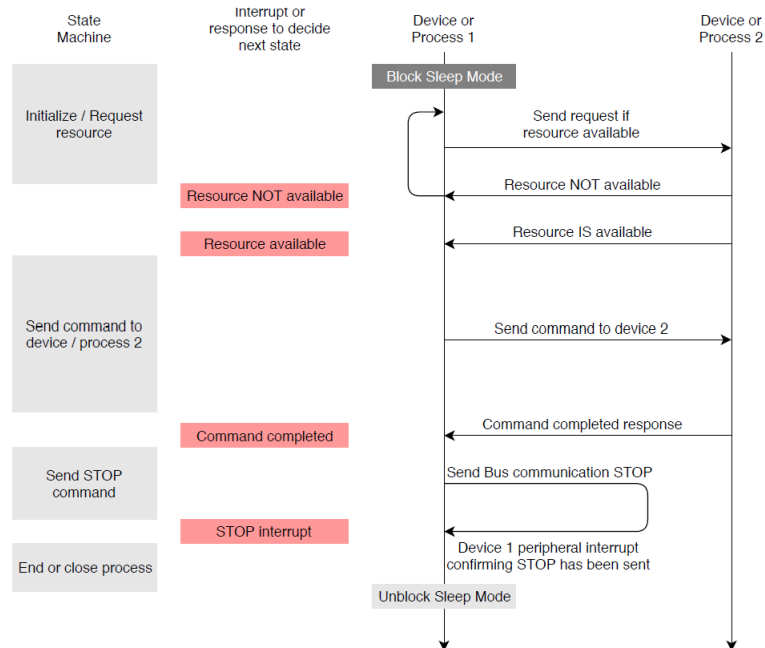 State
Machine
Interrupt or
response to decide
next state
Device or
Process 1
Device or
Process 2
Block Sleep Mode
Initialize / Request
resource
Send request if
resource available
Resource NOT available
Resource NOT available
Resource available
Resource IS available
Send command to
device / process 2
Send command to device 2
Command completed
Command completed response
Send STOP
command
Send Bus communication STOP
STOP interrupt
Device 1 peripheral interrupt
confirming STOP has been sent
End or close process
Unblock Sleep Mode